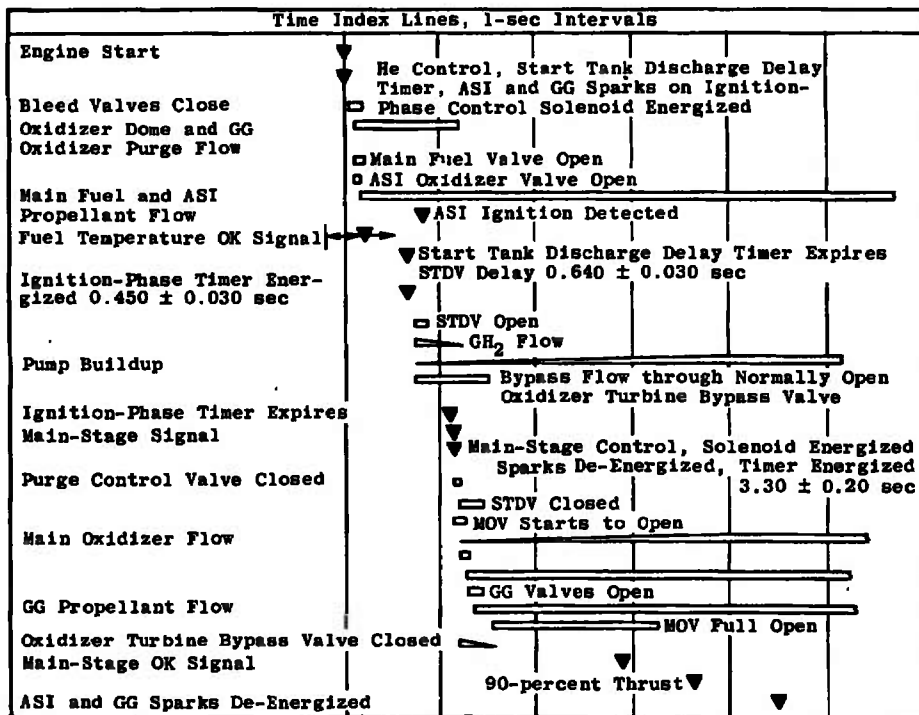 Time Index Lines, 1-sec Intervals
Engine Start
He Control, Start Tank Discharge Delay
Timer, ASI and GG Sparks on Ignition-
Phase Control Solenoid Energized
Bleed Valves Close
Oxidizer Dome and GG
Oxidizer Purge Flow
Main Fuel Valve Open
ASI Oxidizer Valve Open
Main Fuel and ASI
Propellant Flow
ASI Ignition Detected
Fuel Temperature OK Signal
Start Tank Discharge Delay Timer Expires
STDV Delay 0.640 ± 0.030 sec
Ignition-Phase Timer Ener-
gized 0.450 ± 0.030 sec
STDV Open
GH2 Flow
Pump Buildup
Bypass Flow through Normally Open
Oxidizer Turbine Bypass Valve
Ignition-Phase Timer Expires
Main-Stage Signal
Main-Stage Control, Solenoid Energized
Sparks De-Energized, Timer Energized
3.30 ± 0.20 sec
Purge Control Valve Closed
STDV Closed
MOV Starts to Open
Main Oxidizer Flow
GG Valves Open
GG Propellant Flow
MOV Full Open
Oxidizer Turbine Bypass Valve Closed
Main-Stage OK Signal
90-percent Thrust
ASI and GG Sparks De-Energized